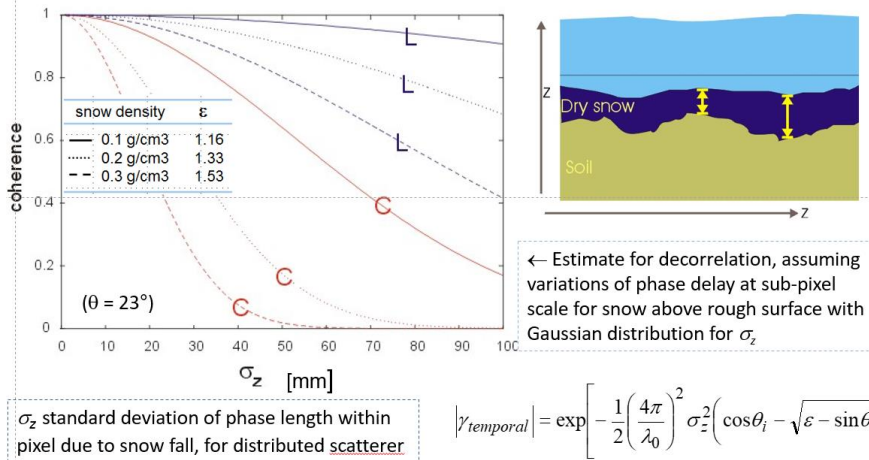 1
0.8
0.6
0.4
0.2
0
coherence
snow density ε
0.1 g/cm3 1.16
0.2 g/cm3 1.33
0.3 g/cm3 1.53
L
L
L
C
C
C
(θ = 23°)
0 10 20 30 40 50 60 70 80 90 100
σz [mm]
z
Dry snow
Soil
z
← Estimate for decorrelation, assuming
variations of phase delay at sub-pixel
scale for snow above rough surface with
Gaussian distribution for σz
σz standard deviation of phase length within
pixel due to snow fall, for distributed scatterer
|γtemporal| = exp[ - 1/2 (4π/λ0)^2 σz^2 (cosθi - √ε - sinθ